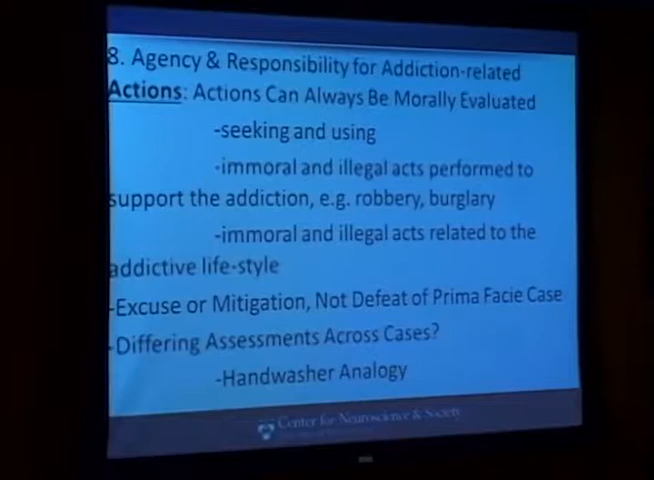 8. Agency & Responsibility for Addiction-related
Actions: Actions Can Always Be Morally Evaluated
-seeking and using
-immoral and illegal acts performed to
support the addiction, e.g. robbery, burglary
-immoral and illegal acts related to the
addictive life-style
-Excuse or Mitigation, Not Defeat of Prima Facie Case
-Differing Assessments Across Cases?
-Handwasher Analogy
Center for Neuroscience & Society